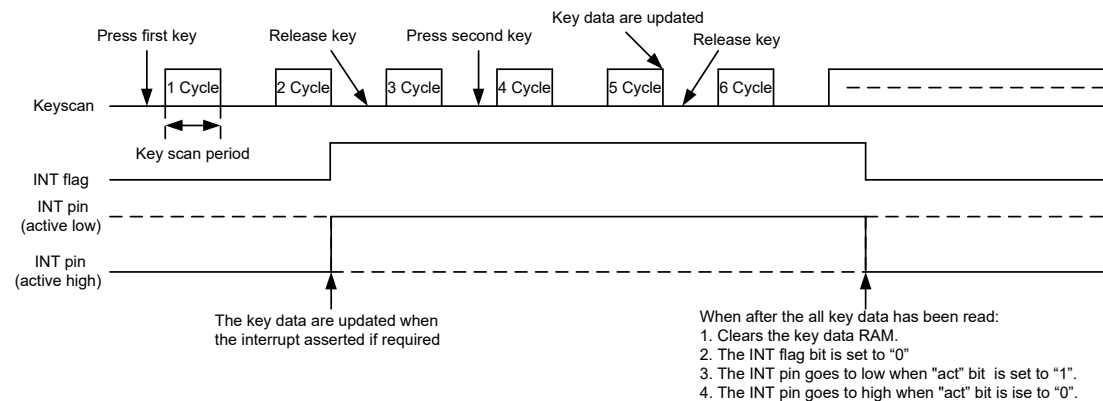 Key data are updated
Press first key
Release key
Press second key
Release key
1 Cycle
2 Cycle
3 Cycle
4 Cycle
5 Cycle
6 Cycle
Keyscan
Key scan period
INT flag
INT pin
(active low)
INT pin
(active high)
The key data are updated when
the interrupt asserted if required
When after the all key data has been read:
1. Clears the key data RAM.
2. The INT flag bit is set to “0”
3. The INT pin goes to low when "act” bit  is set to “1”.
4. The INT pin goes to high when "act” bit is ise to “0”.